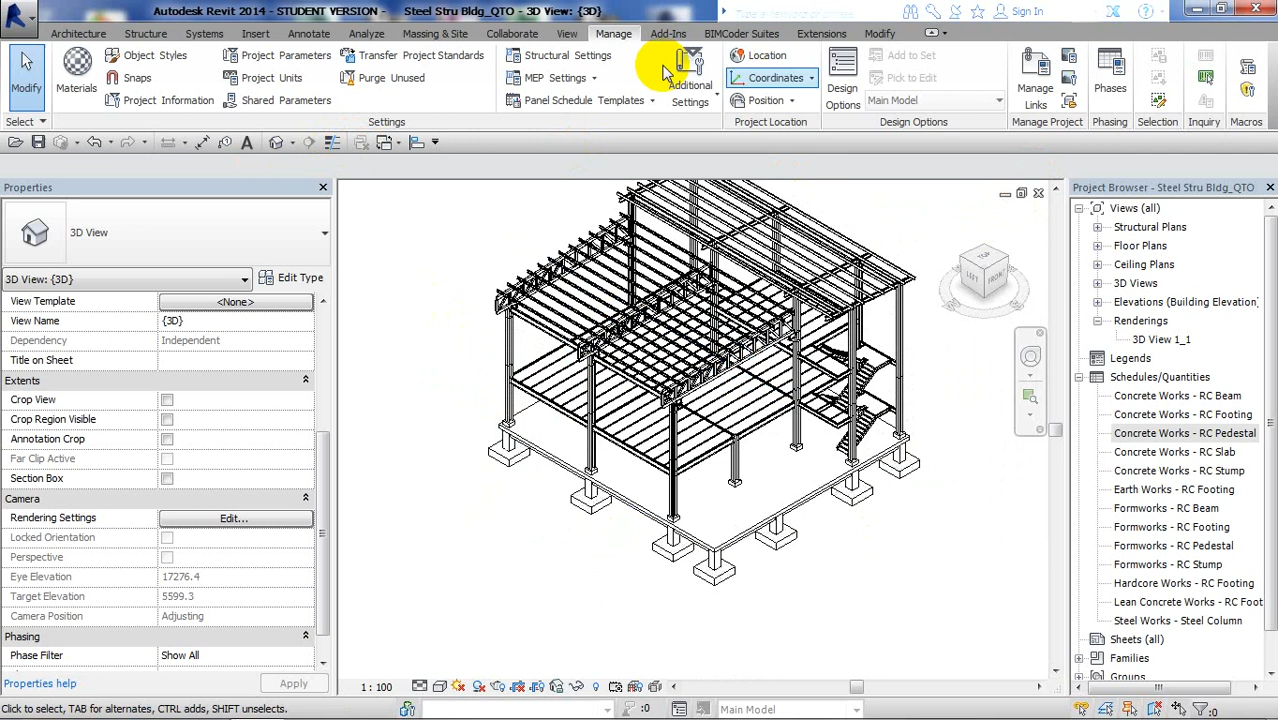 Autodesk Revit 2014 - STUDENT VERSION - Steel Stru Bldg_QTO - 3D View: {3D}
Sign In
Architecture Structure Systems Insert Annotate Analyze Massing & Site Collaborate View Manage Add-Ins BIMCoder Suites Extensions Modify
Modify
Materials
Object Styles
Snaps
Project Information
Project Parameters
Project Units
Shared Parameters
Transfer Project Standards
Purge Unused
Structural Settings
MEP Settings
Panel Schedule Templates
Additional
Settings
Location
Coordinates
Position
Design
Options
Add to Set
Pick to Edit
Main Model
Manage
Links
Phases
Select
Settings
Project Location
Design Options
Manage Project
Phasing
Selection
Inquiry
Macros
A
Properties
3D View
3D View: {3D}
Edit Type
View Template <None>
View Name {3D}
Dependency Independent
Title on Sheet
Extents
Crop View
Crop Region Visible
Annotation Crop
Far Clip Active
Section Box
Camera
Rendering Settings Edit...
Locked Orientation
Perspective
Eye Elevation 17276.4
Target Elevation 5599.3
Camera Position Adjusting
Phasing
Phase Filter Show All
Properties help
Apply
TOP
LEFT
FRONT
Project Browser - Steel Stru Bldg_QTO
Views (all)
Structural Plans
Floor Plans
Ceiling Plans
3D Views
Elevations (Building Elevation)
Renderings
3D View 1_1
Legends
Schedules/Quantities
Concrete Works - RC Beam
Concrete Works - RC Footing
Concrete Works - RC Pedestal
Concrete Works - RC Slab
Concrete Works - RC Stump
Earth Works - RC Footing
Formworks - RC Beam
Formworks - RC Footing
Formworks - RC Pedestal
Formworks - RC Stump
Hardcore Works - RC Footing
Lean Concrete Works - RC Foot
Steel Works - Steel Column
Sheets (all)
Families
Groups
1 : 100
Click to select, TAB for alternates, CTRL adds, SHIFT unselects.
:0
Main Model
:0